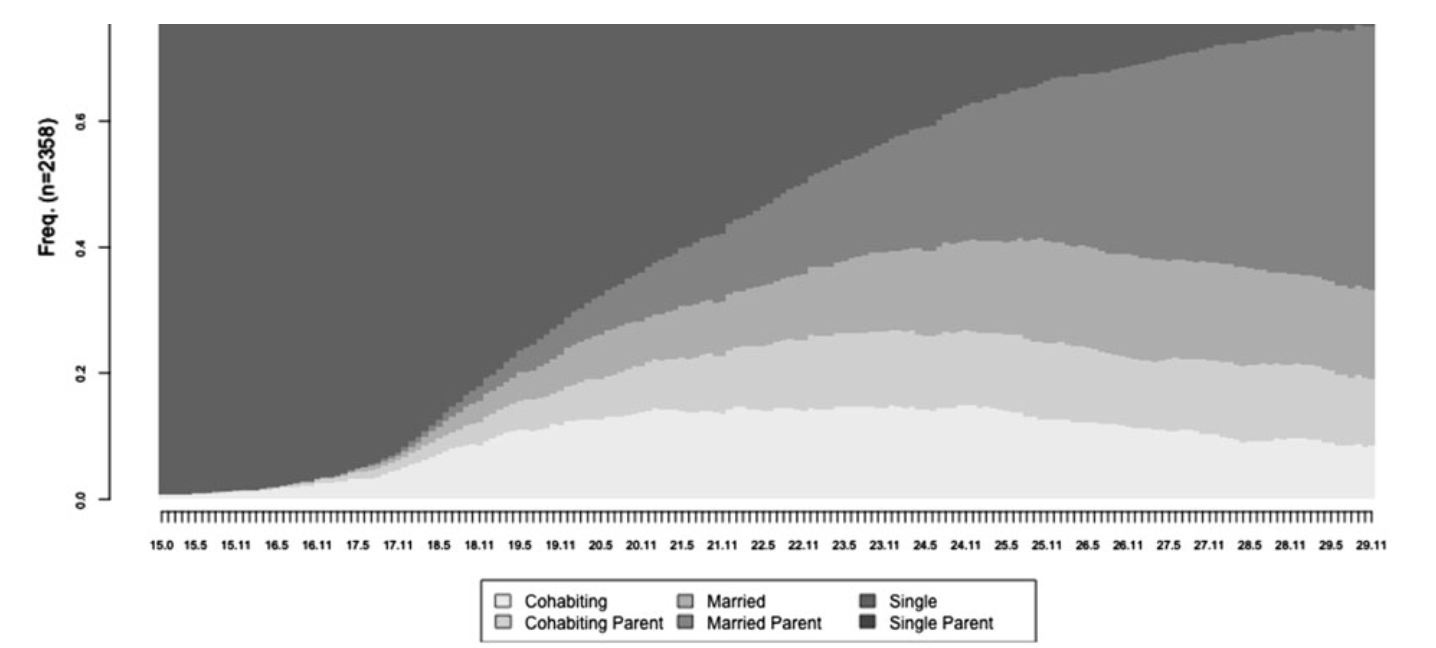 Freq. (n=2358)
0.6
0.4
0.2
0.0
15.0 15.5 15.11 16.5 16.11 17.5 17.11 18.5 18.11 19.5 19.11 20.5 20.11 21.5 21.11 22.5 22.11 23.5 23.11 24.5 24.11 25.5 25.11 26.5 26.11 27.5 27.11 28.5 28.11 29.5 29.11
Cohabiting Married Single
Cohabiting Parent Married Parent Single Parent